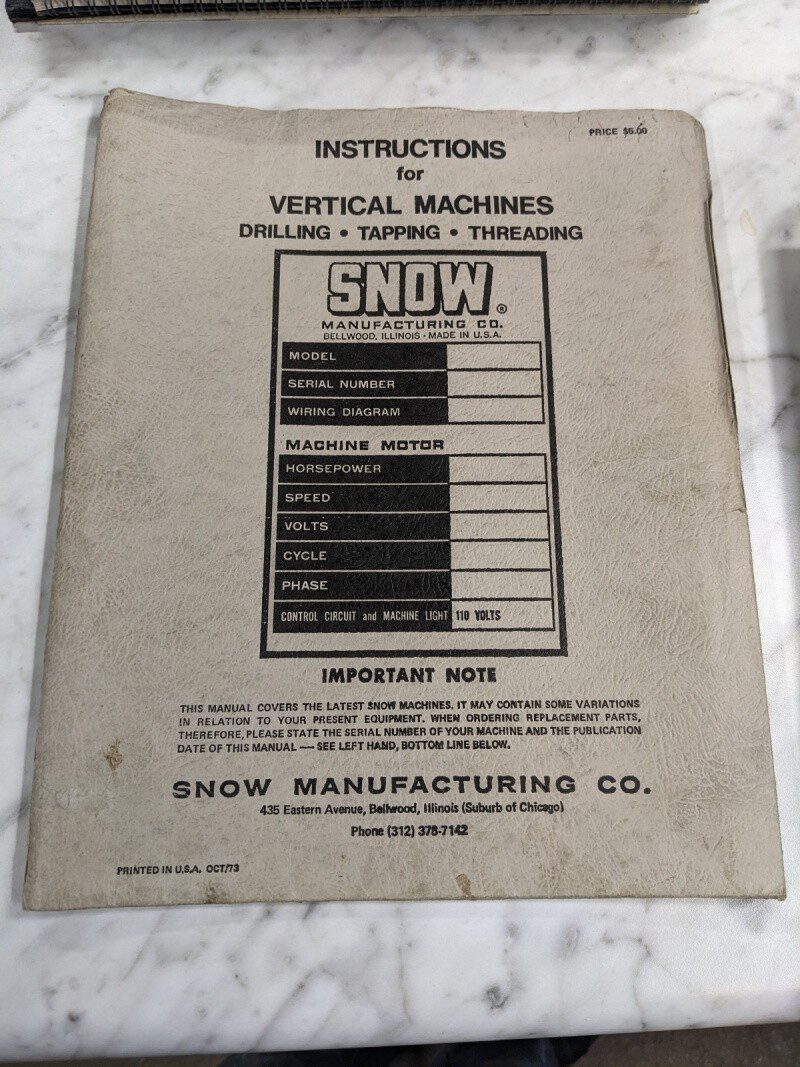 PRICE $6.00
INSTRUCTIONS
for
VERTICAL MACHINES
DRILLING • TAPPING • THREADING
SNOW®
MANUFACTURING CO.
BELLWOOD, ILLINOIS · MADE IN U.S.A.
MODEL
SERIAL NUMBER
WIRING DIAGRAM
MACHINE MOTOR
HORSEPOWER
SPEED
VOLTS
CYCLE
PHASE
CONTROL CIRCUIT and MACHINE LIGHT 110 VOLTS
IMPORTANT NOTE
THIS MANUAL COVERS THE LATEST SNOW MACHINES. IT MAY CONTAIN SOME VARIATIONS
IN RELATION TO YOUR PRESENT EQUIPMENT. WHEN ORDERING REPLACEMENT PARTS,
THEREFORE, PLEASE STATE THE SERIAL NUMBER OF YOUR MACHINE AND THE PUBLICATION
DATE OF THIS MANUAL — SEE LEFT HAND, BOTTOM LINE BELOW.
SNOW MANUFACTURING CO.
435 Eastern Avenue, Bellwood, Illinois (Suburb of Chicago)
Phone (312) 378-7142
PRINTED IN U.S.A. OCT/73